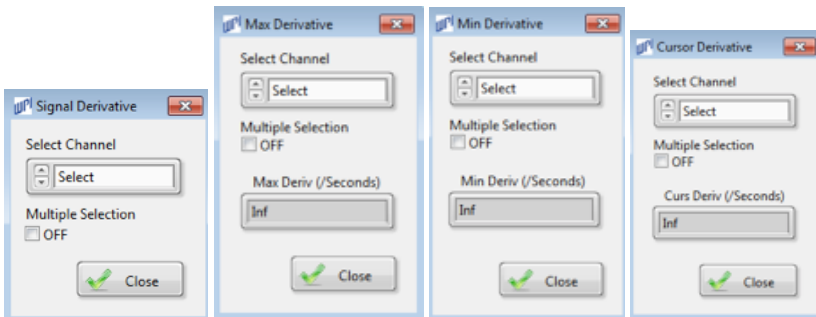 Signal Derivative
Select Channel
Select
Multiple Selection
OFF
Close
Max Derivative
Select Channel
Select
Multiple Selection
OFF
Max Deriv (/Seconds)
Inf
Close
Min Derivative
Select Channel
Select
Multiple Selection
OFF
Min Deriv (/Seconds)
Inf
Close
Cursor Derivative
Select Channel
Select
Multiple Selection
OFF
Curs Deriv (/Seconds)
Inf
Close